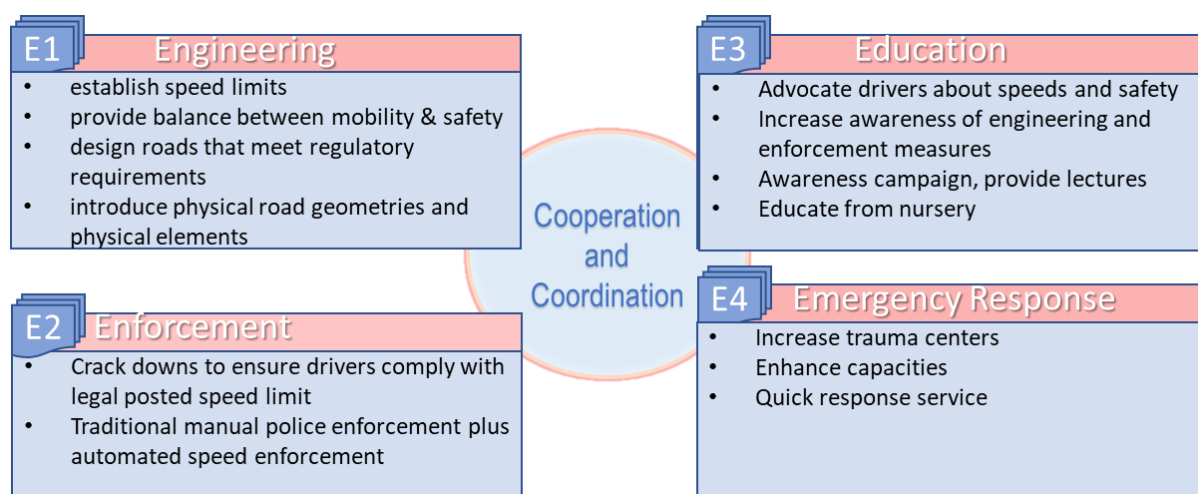 E1 Engineering
• establish speed limits
• provide balance between mobility & safety
• design roads that meet regulatory
requirements
• introduce physical road geometries and
physical elements
E2 Enforcement
• Crack downs to ensure drivers comply with
legal posted speed limit
• Traditional manual police enforcement plus
automated speed enforcement
Cooperation
and
Coordination
E3 Education
• Advocate drivers about speeds and safety
• Increase awareness of engineering and
enforcement measures
• Awareness campaign, provide lectures
• Educate from nursery
E4 Emergency Response
• Increase trauma centers
• Enhance capacities
• Quick response service